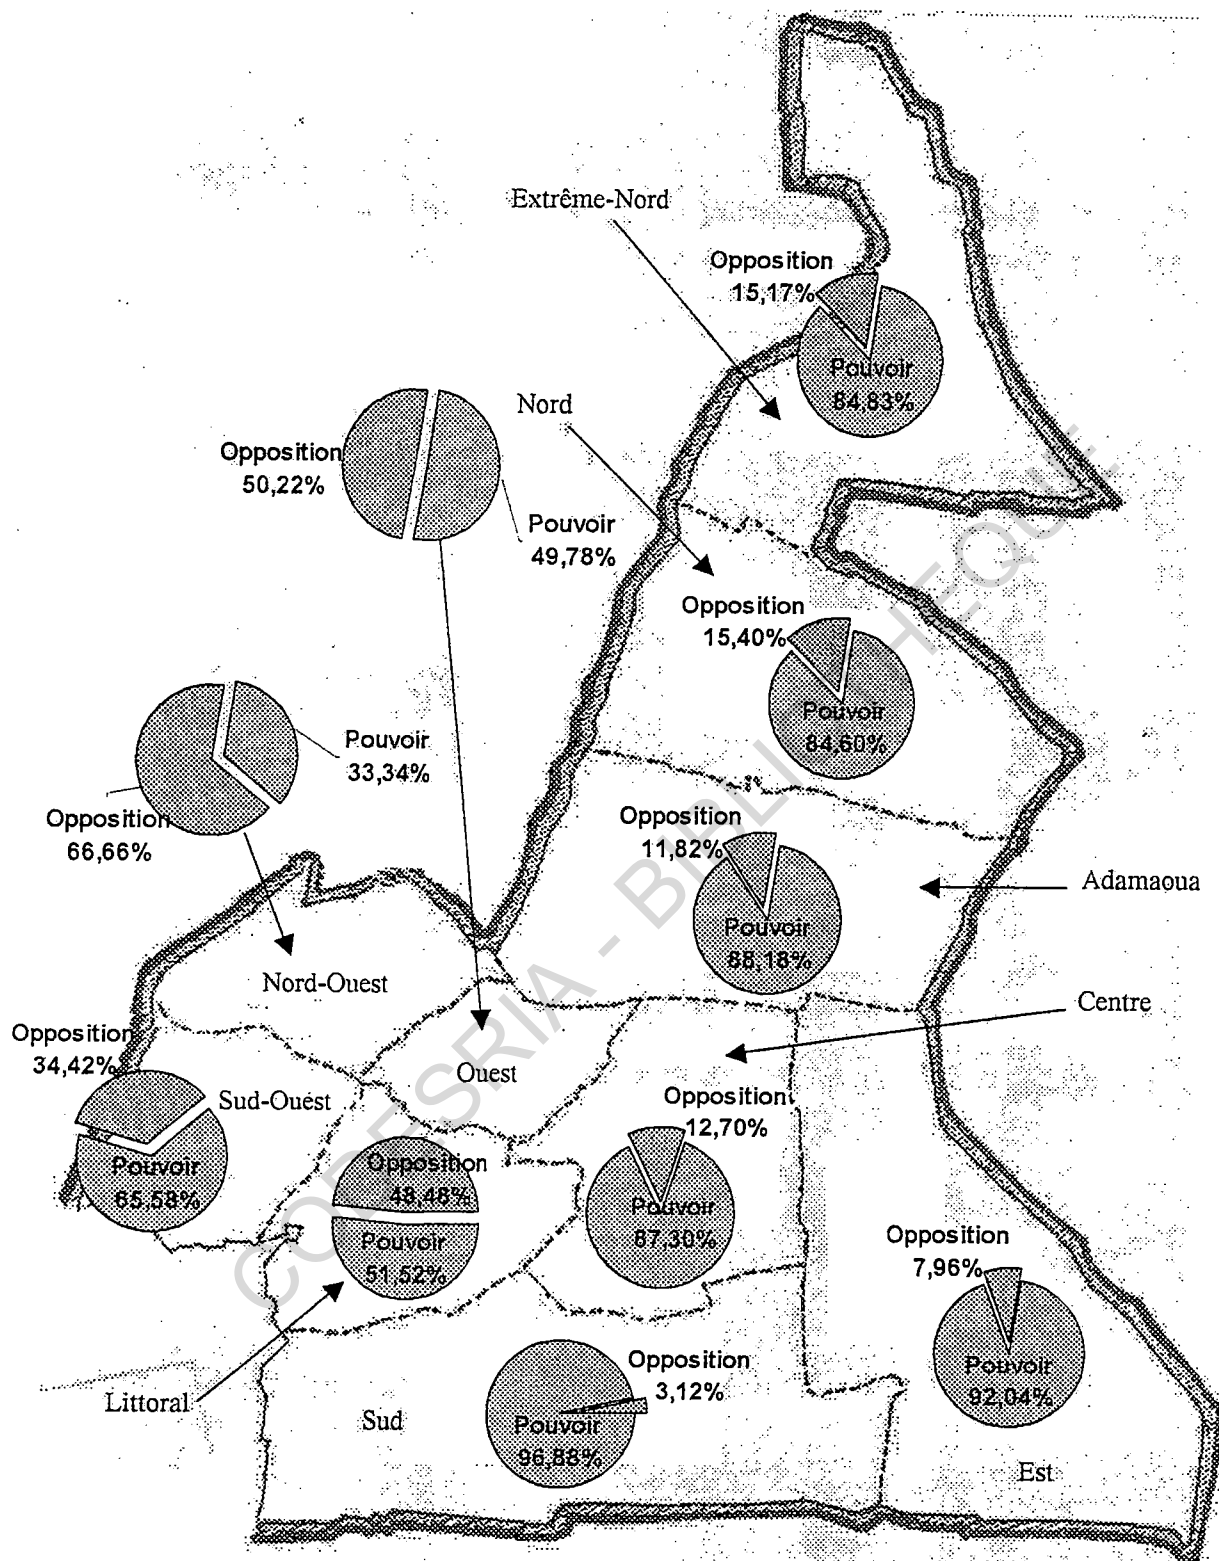 Extrême-Nord
Opposition
15,17%
Pouvoir
84,83%
Nord
Opposition
50,22%
Pouvoir
49,78%
Opposition
15,40%
Pouvoir
84,60%
Pouvoir
33,34%
Opposition
66,66%
Opposition
11,82%
Pouvoir
88,18%
Adamaoua
Nord-Ouest
Centre
Opposition
34,42%
Sud-Ouest
Pouvoir
65,58%
Ouest
Opposition
12,70%
Pouvoir
87,30%
Opposition
48,48%
Pouvoir
51,52%
Opposition
7,96%
Pouvoir
92,04%
Littoral
Sud
Opposition
3,12%
Pouvoir
96,88%
Est
CODESRIA - BIBLIOTHEQUE